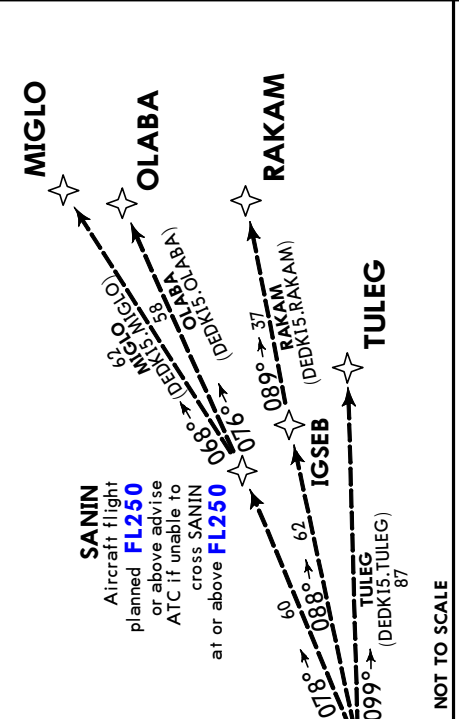 MIGLO
OLABA
RAKAM
TULEG
62
MIGLO
(DEDKI5.MIGLO)
58
OLABA
(DEDKI5.OLABA)
068°
076°
089°
37
RAKAM
(DEDKI5.RAKAM)
IGSEB
SANIN
Aircraft flight
planned FL250
or above advise
ATC if unable to
cross SANIN
at or above FL250
60
078°
62
088°
TULEG
(DEDKI5.TULEG)
87
099°
NOT TO SCALE